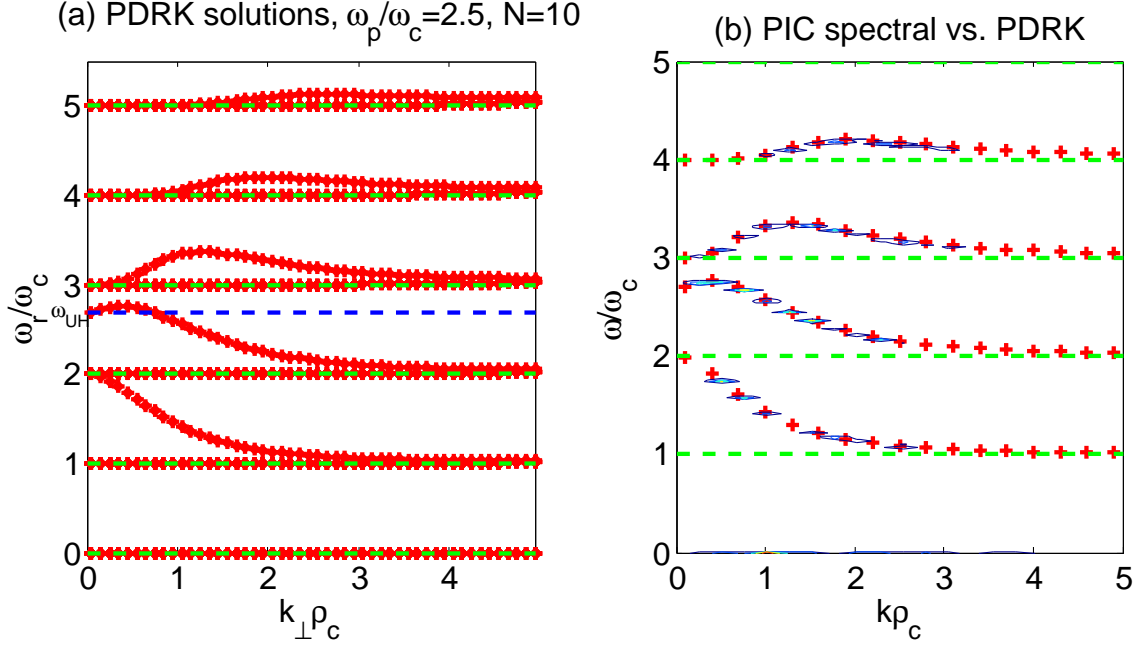 (a) PDRK solutions, ω_p/ω_c=2.5, N=10
5
4
3
ω_UH
2
1
0
ω_r/ω_c
0 1 2 3 4
k_⊥ρ_c
(b) PIC spectral vs. PDRK
5
4
3
2
1
0
ω/ω_c
0 1 2 3 4 5
kρ_c